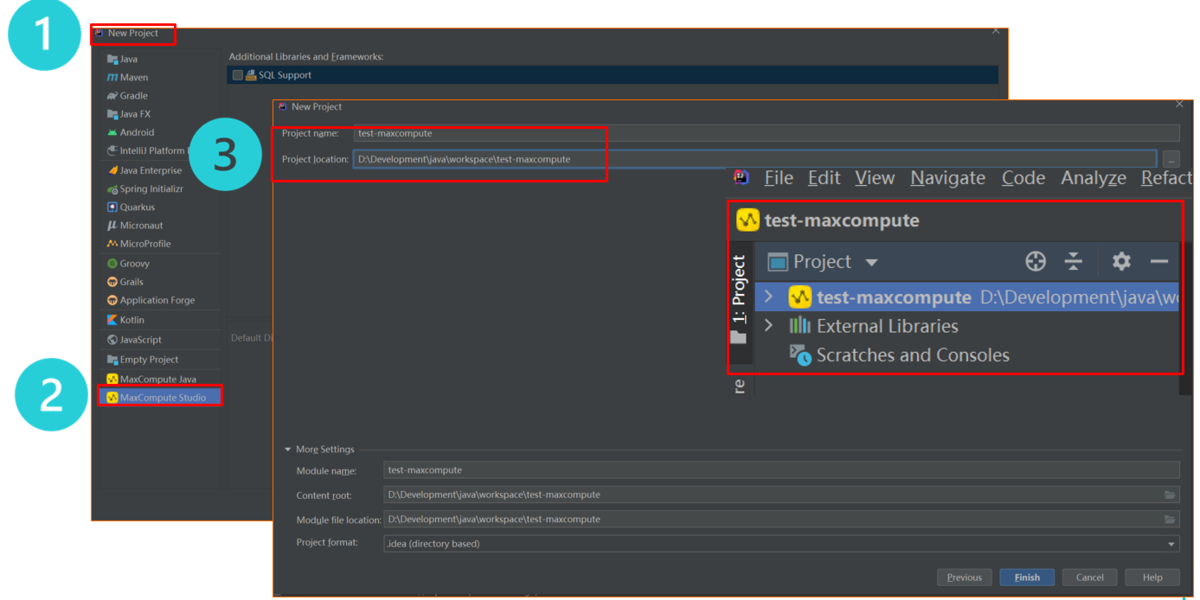 1
New Project
Additional Libraries and Frameworks:
Java
SQL Support
Maven
Gradle
Java FX
Android
IntelliJ Platform
Java Enterprise
Spring Initializr
Quarkus
Micronaut
MicroProfile
Groovy
Grails
Application Forge
Kotlin
JavaScript
Empty Project
MaxCompute Java
2
MaxCompute Studio
Default
3
New Project
Project name: test-maxcompute
Project location: D:\Development\java\workspace\test-maxcompute
...
File Edit View Navigate Code Analyze Refact
test-maxcompute
1: Project
Project
test-maxcompute D:\Development\java\w
External Libraries
Scratches and Consoles
re
More Settings
Module name: test-maxcompute
Content root: D:\Development\java\workspace\test-maxcompute
Module file location: D:\Development\java\workspace\test-maxcompute
Project format: .idea (directory based)
Previous Finish Cancel Help